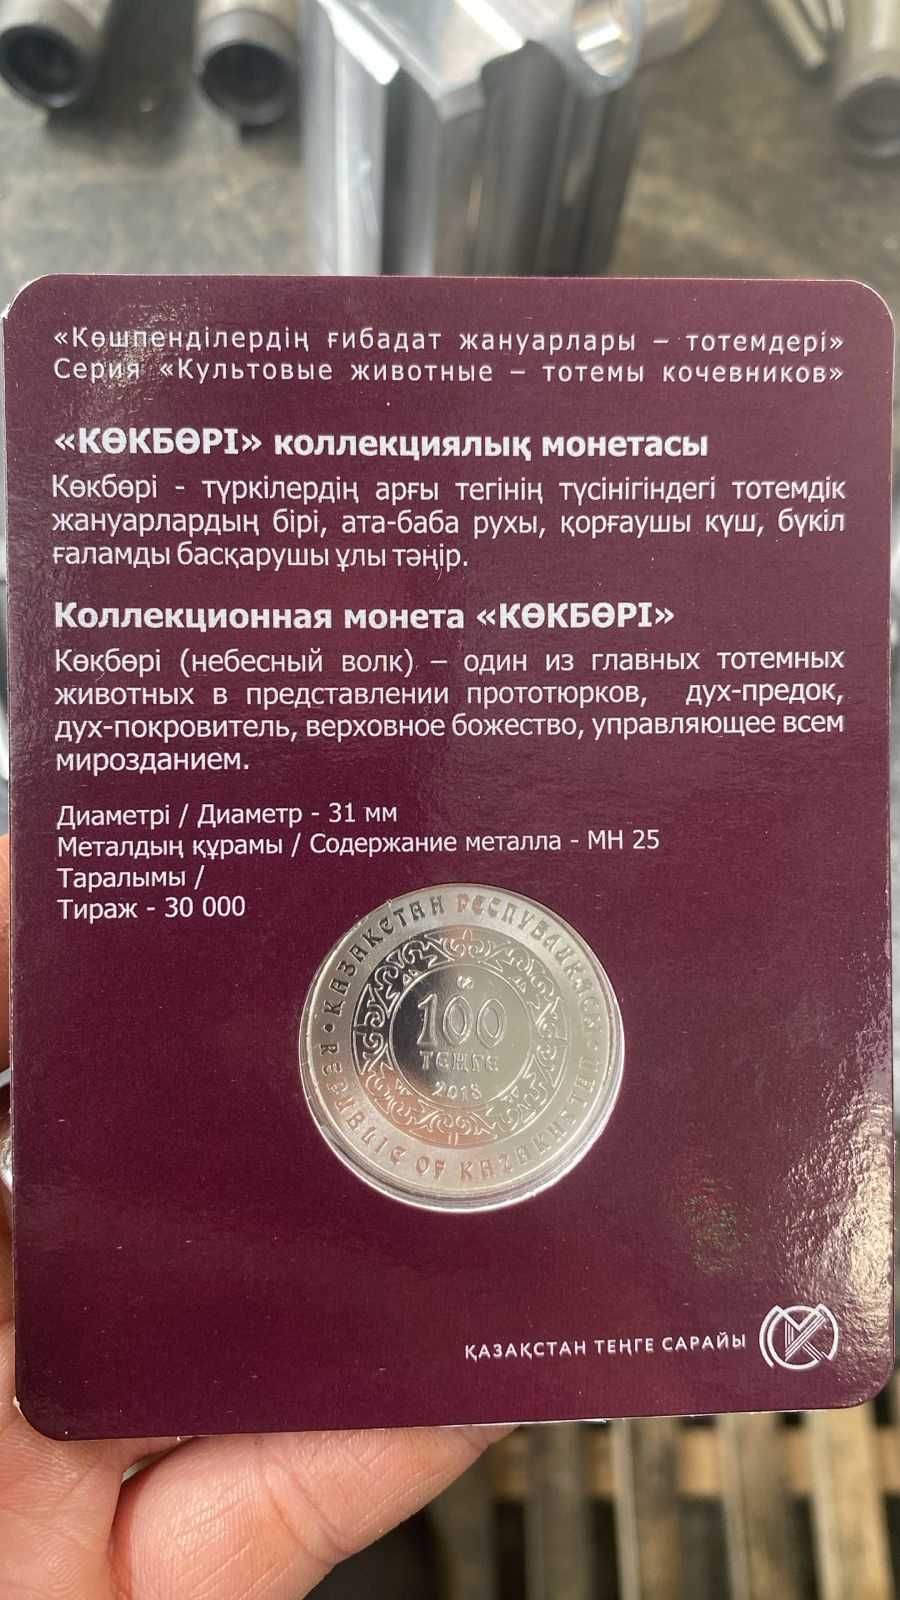 «Көшпенділердің ғибадат жануарлары – тотемдері»
Серия «Культовые животные – тотемы кочевников»
«КӨКБӨРІ» коллекциялық монетасы
Көкбөрі - түркілердің арғы тегінің түсінігіндегі тотемдік
жануарлардың бірі, ата-баба рухы, қорғаушы күш, бүкіл
ғаламды басқарушы ұлы тәңір.
Коллекционная монета «КӨКБӨРІ»
Көкбөрі (небесный волк) – один из главных тотемных
животных в представлении прототюрков, дух-предок,
дух-покровитель, верховное божество, управляющее всем
мирозданием.
Диаметрі / Диаметр - 31 мм
Металдың құрамы / Содержание металла - МН 25
Таралымы /
Тираж - 30 000
ҚАЗАҚСТАН РЕСПУБЛИКАСЫ
100
ТЕҢГЕ
2018
REPUBLIC OF KAZAKHSTAN
ҚАЗАҚСТАН ТЕҢГЕ САРАЙЫ